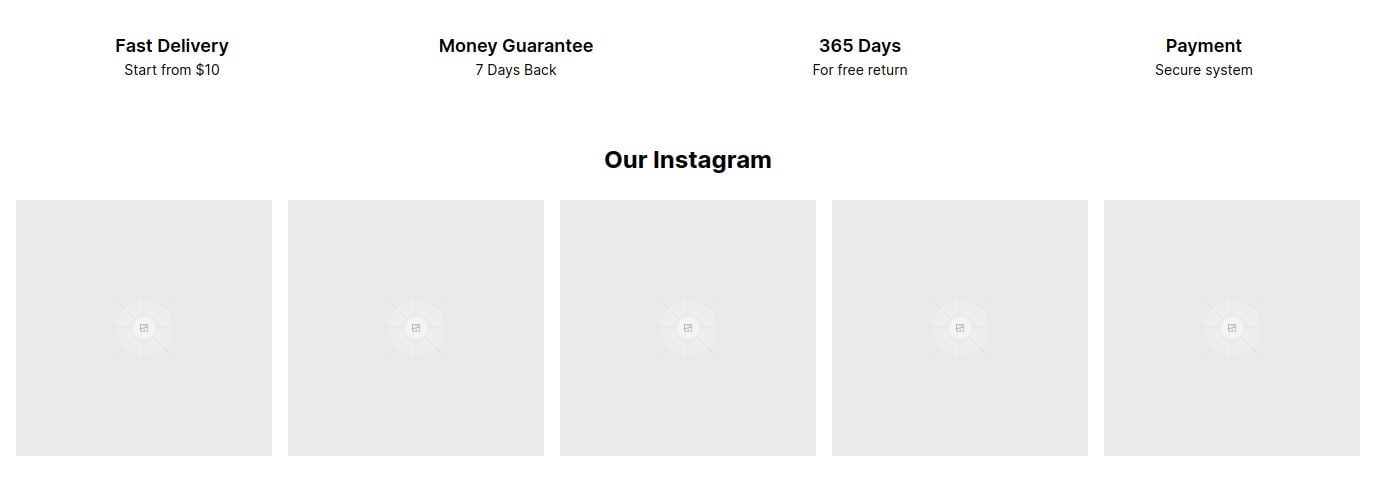 Fast Delivery
Start from $10
Money Guarantee
7 Days Back
365 Days
For free return
Payment
Secure system
Our Instagram